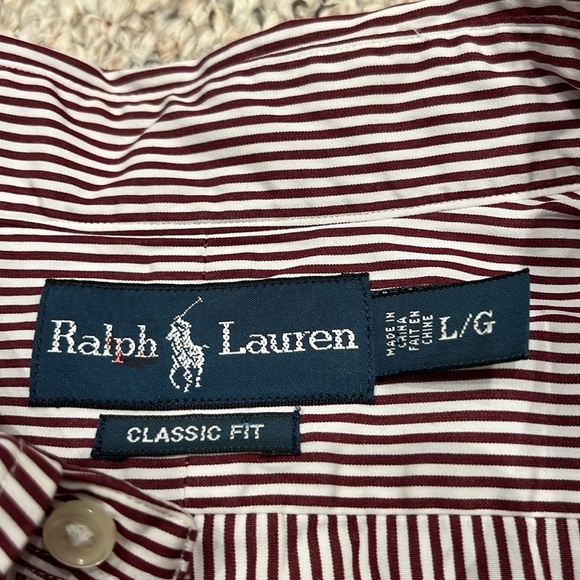 Ralph Lauren
MADE IN
CHINA
FAIT EN
CHINE
L/G
CLASSIC FIT